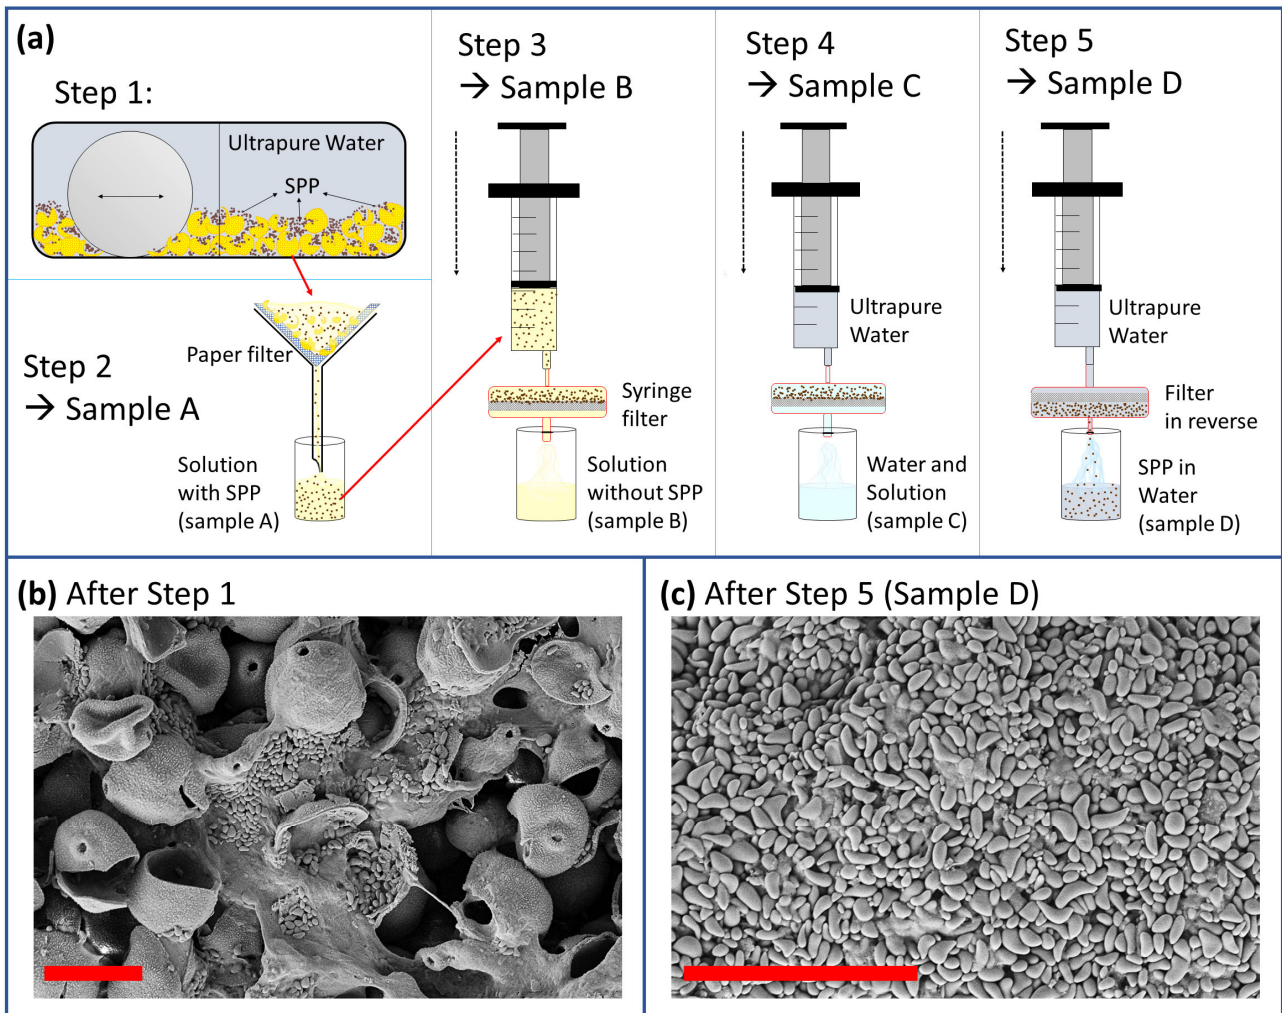 (a)
Step 1:
Ultrapure Water
SPP
Step 2
→ Sample A
Paper filter
Solution
with SPP
(sample A)
Step 3
→ Sample B
Syringe
filter
Solution
without SPP
(sample B)
Step 4
→ Sample C
Ultrapure
Water
Water and
Solution
(sample C)
Step 5
→ Sample D
Ultrapure
Water
Filter
in reverse
SPP in
Water
(sample D)
(b) After Step 1
(c) After Step 5 (Sample D)